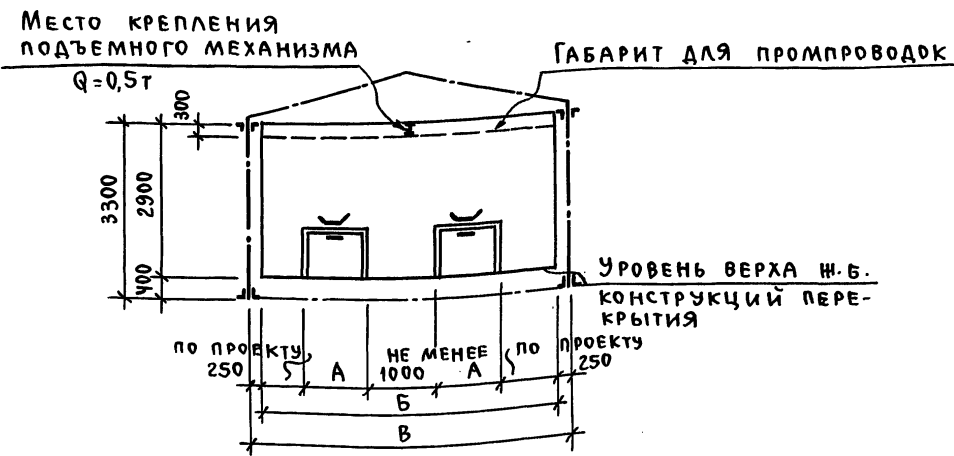 МЕСТО КРЕПЛЕНИЯ
ПОДЪЕМНОГО МЕХАНИЗМА
Q=0,5Т
ГАБАРИТ ДЛЯ ПРОМПРОВОДОК
300
3300
2900
400
УРОВЕНЬ ВЕРХА Ж.Б.
КОНСТРУКЦИЙ ПЕРЕ-
КРЫТИЯ
ПО ПРОЕКТУ
НЕ МЕНЕЕ
ПО ПРОЕКТУ
250
А
1000
А
250
Б
В